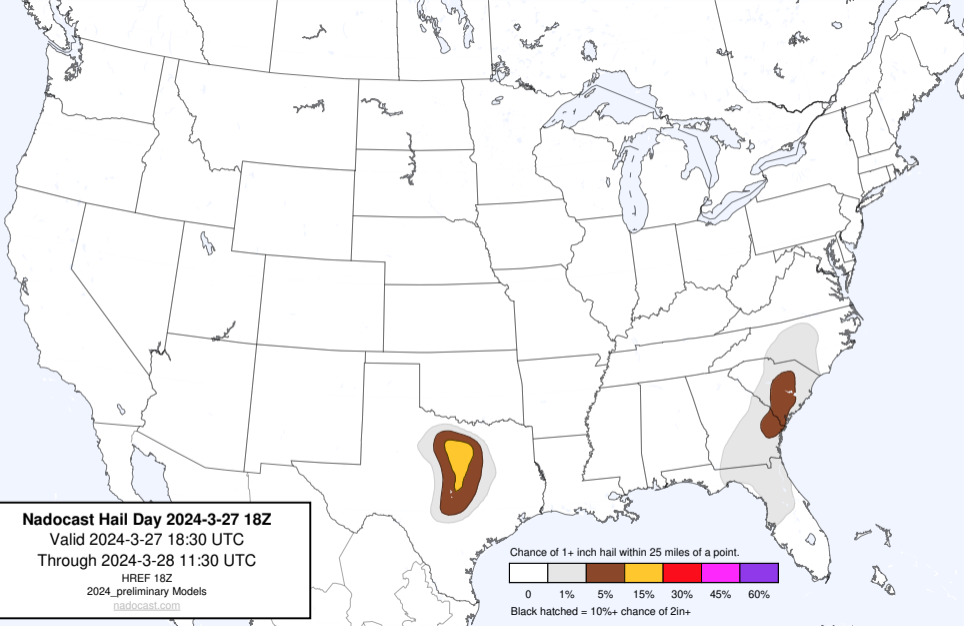 Nadocast Hail Day 2024-3-27 18Z
Valid 2024-3-27 18:30 UTC
Through 2024-3-28 11:30 UTC
HREF 18Z
2024_preliminary Models
nadocast.com
Chance of 1+ inch hail within 25 miles of a point.
0 1% 5% 15% 30% 45% 60%
Black hatched = 10%+ chance of 2in+